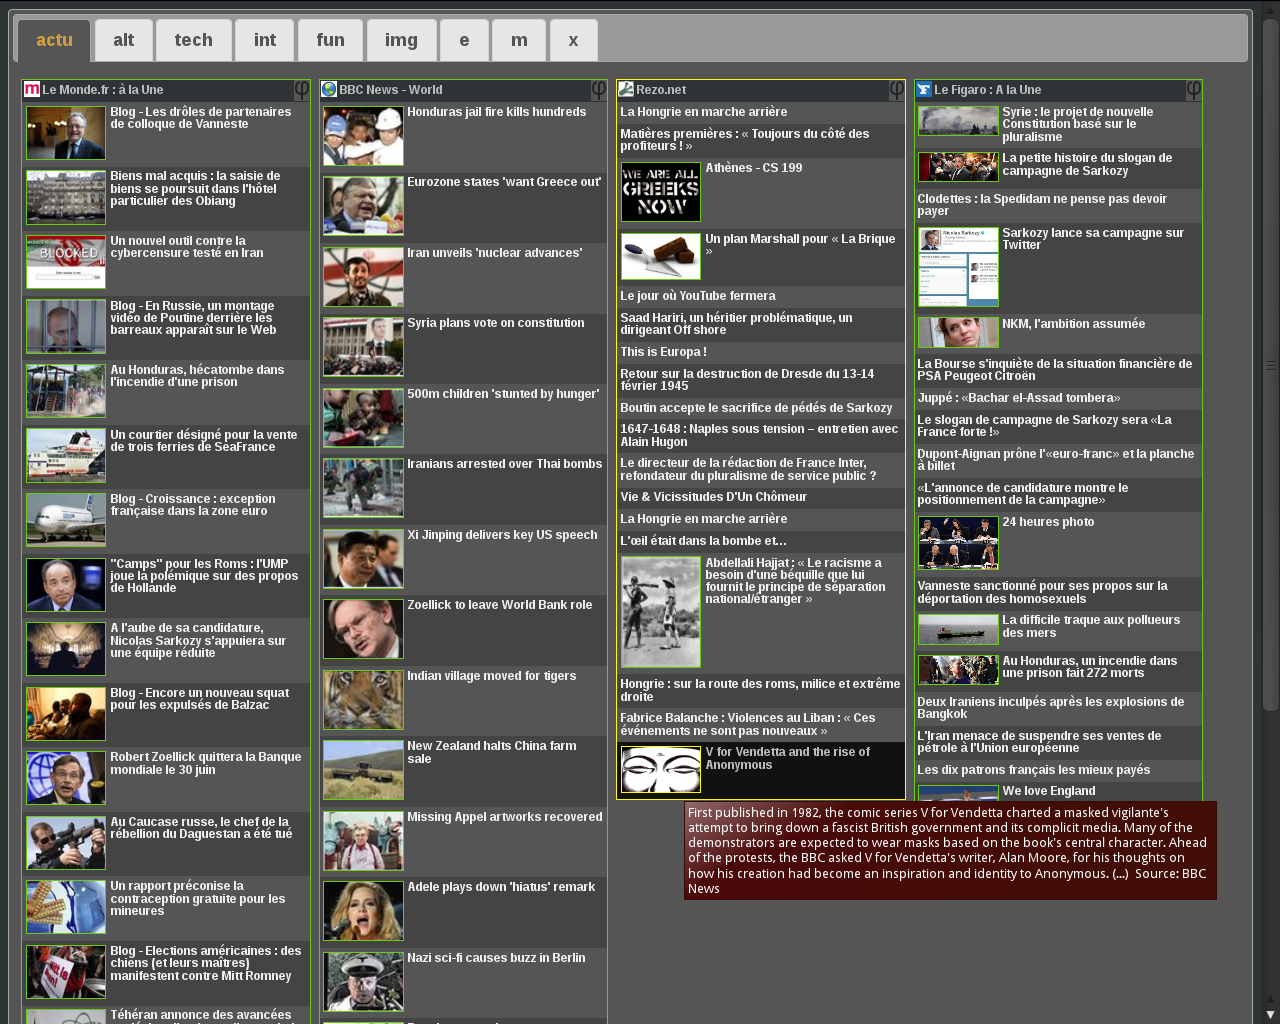 actu
alt
tech
int
fun
img
e
m
x
Le Monde.fr : à la Une
φ
Blog - Les drôles de partenaires
de colloque de Vanneste
Biens mal acquis : la saisie de
biens se poursuit dans l'hôtel
particulier des Obiang
BLOCKED
Un nouvel outil contre la
cybercensure testé en Iran
Blog - En Russie, un montage
vidéo de Poutine derrière les
barreaux apparaît sur le Web
Au Honduras, hécatombe dans
l'incendie d'une prison
Un courtier désigné pour la vente
de trois ferries de SeaFrance
Blog - Croissance : exception
française dans la zone euro
"Camps" pour les Roms : l'UMP
joue la polémique sur des propos
de Hollande
A l'aube de sa candidature,
Nicolas Sarkozy s'appuiera sur
une équipe réduite
Blog - Encore un nouveau squat
pour les expulsés de Balzac
Robert Zoellick quittera la Banque
mondiale le 30 juin
Au Caucase russe, le chef de la
rébellion du Daguestan a été tué
Un rapport préconise la
contraception gratuite pour les
mineures
Blog - Elections américaines : des
chiens (et leurs maîtres)
manifestent contre Mitt Romney
Téhéran annonce des avancées
BBC News - World
φ
Honduras jail fire kills hundreds
Eurozone states 'want Greece out'
Iran unveils 'nuclear advances'
Syria plans vote on constitution
500m children 'stunted by hunger'
Iranians arrested over Thai bombs
Xi Jinping delivers key US speech
Zoellick to leave World Bank role
Indian village moved for tigers
New Zealand halts China farm
sale
Missing Appel artworks recovered
Adele plays down 'hiatus' remark
Nazi sci-fi causes buzz in Berlin
Rezo.net
φ
La Hongrie en marche arrière
Matières premières : « Toujours du côté des
profiteurs ! »
WE ARE ALL
GREEKS
NOW
Athènes - CS 199
Un plan Marshall pour « La Brique
»
Le jour où YouTube fermera
Saad Hariri, un héritier problématique, un
dirigeant Off shore
This is Europa !
Retour sur la destruction de Dresde du 13-14
février 1945
Boutin accepte le sacrifice de pédés de Sarkozy
1647-1648 : Naples sous tension – entretien avec
Alain Hugon
Le directeur de la rédaction de France Inter,
refondateur du pluralisme de service public ?
Vie & Vicissitudes D'Un Chômeur
La Hongrie en marche arrière
L'œil était dans la bombe et...
Abdellali Hajjat : « Le racisme a
besoin d'une béquille que lui
fournit le principe de séparation
national/étranger »
Hongrie : sur la route des roms, milice et extrême
droite
Fabrice Balanche : Violences au Liban : « Ces
événements ne sont pas nouveaux »
V for Vendetta and the rise of
Anonymous
First published in 1982, the comic series V for Vendetta charted a masked vigilante's
attempt to bring down a fascist British government and its complicit media. Many of the
demonstrators are expected to wear masks based on the book's central character. Ahead
of the protests, the BBC asked V for Vendetta's writer, Alan Moore, for his thoughts on
how his creation had become an inspiration and identity to Anonymous. (...) Source: BBC
News
Le Figaro : A la Une
φ
Syrie : le projet de nouvelle
Constitution basé sur le
pluralisme
La petite histoire du slogan de
campagne de Sarkozy
Clodettes : la Spedidam ne pense pas devoir
payer
Sarkozy lance sa campagne sur
Twitter
NKM, l'ambition assumée
La Bourse s'inquiète de la situation financière de
PSA Peugeot Citroën
Juppé : «Bachar el-Assad tombera»
Le slogan de campagne de Sarkozy sera «La
France forte !»
Dupont-Aignan prône l'«euro-franc» et la planche
à billet
«L'annonce de candidature montre le
positionnement de la campagne»
24 heures photo
Vanneste sanctionné pour ses propos sur la
déportation des homosexuels
La difficile traque aux pollueurs
des mers
Au Honduras, un incendie dans
une prison fait 272 morts
Deux Iraniens inculpés après les explosions de
Bangkok
L'Iran menace de suspendre ses ventes de
pétrole à l'Union européenne
Les dix patrons français les mieux payés
We love England